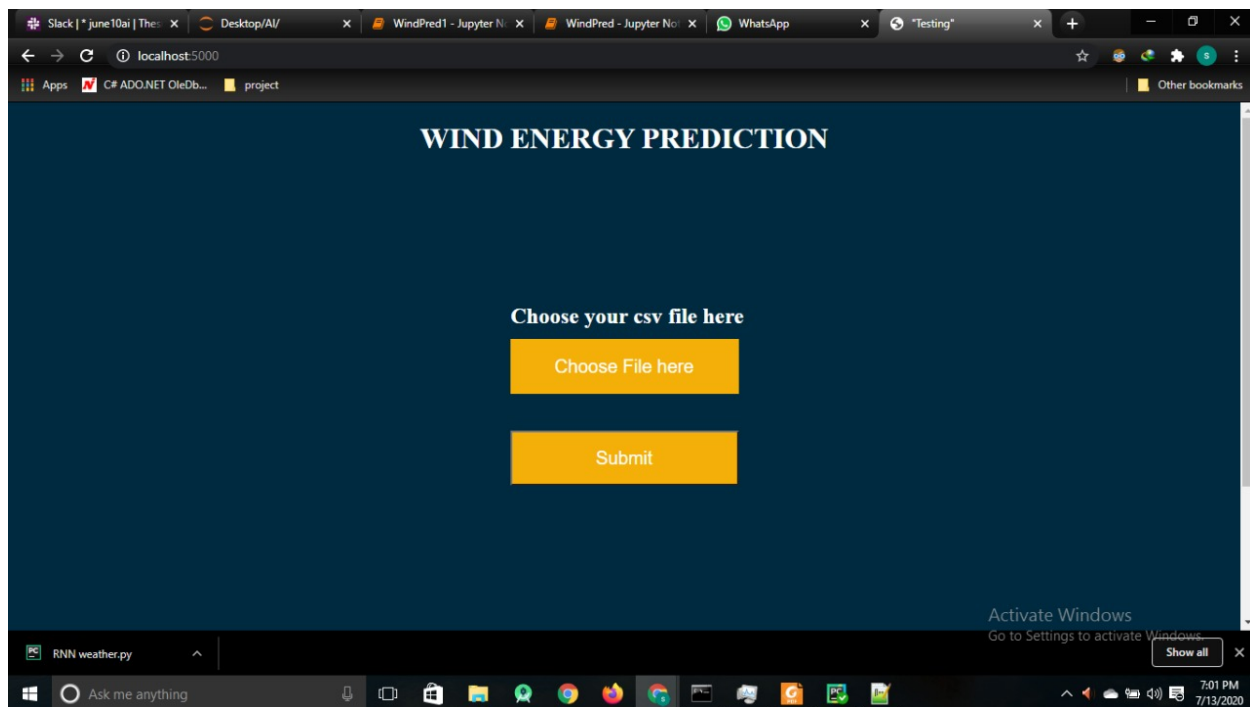 Slack | * june10ai | Thes
Desktop/AI/
WindPred1 - Jupyter N
WindPred - Jupyter Not
WhatsApp
"Testing"
localhost:5000
Apps
C# ADO.NET OleDb...
project
Other bookmarks
WIND ENERGY PREDICTION
Choose your csv file here
Choose File here
Submit
Activate Windows
Go to Settings to activate Windows.
RNN weather.py
Show all
Ask me anything
7:01 PM
7/13/2020